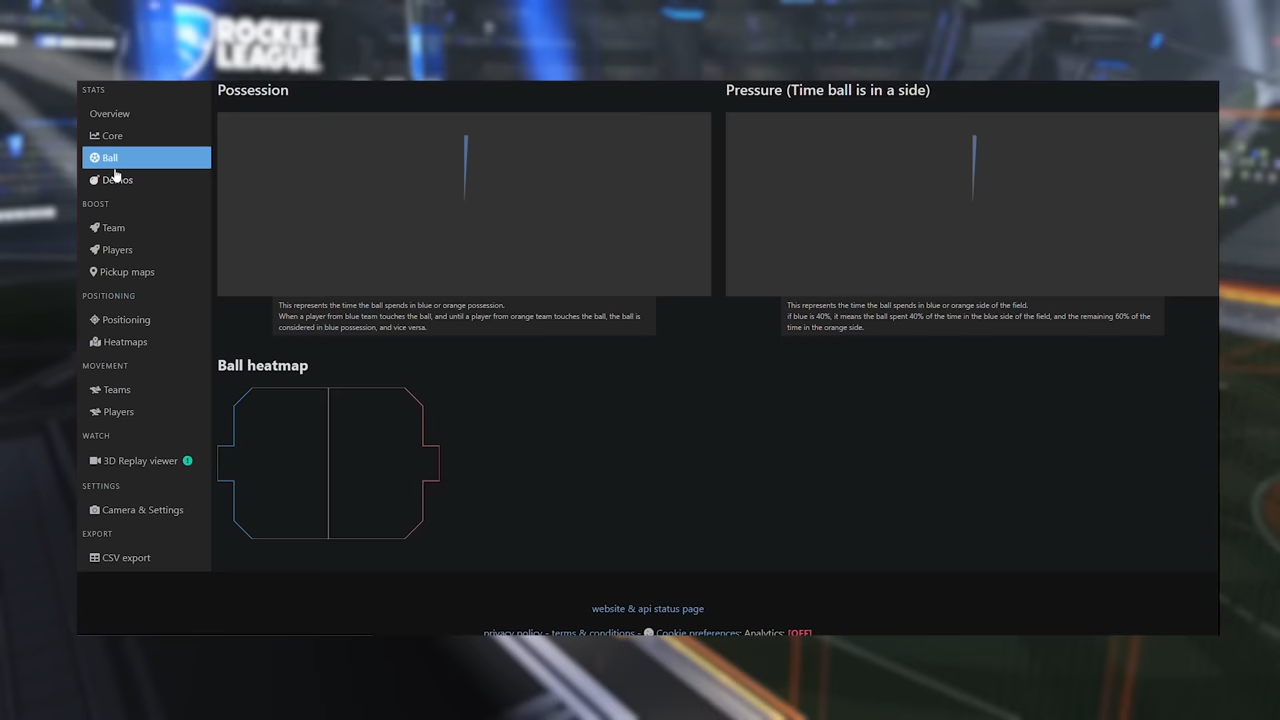 ROCKET
LEAGUE
STATS
Overview
Core
Ball
Demos
BOOST
Team
Players
Pickup maps
POSITIONING
Positioning
Heatmaps
MOVEMENT
Teams
Players
WATCH
3D Replay viewer !
SETTINGS
Camera & Settings
EXPORT
CSV export
Possession
This represents the time the ball spends in blue or orange possession.
When a player from blue team touches the ball, and until a player from orange team touches the ball, the ball is
considered in blue possession, and vice versa.
Pressure (Time ball is in a side)
This represents the time the ball spends in blue or orange side of the field.
if blue is 40%, it means the ball spent 40% of the time in the blue side of the field, and the remaining 60% of the
time in the orange side.
Ball heatmap
website & api status page
privacy policy - terms & conditions - Cookie preferences: Analytics: [OFF]